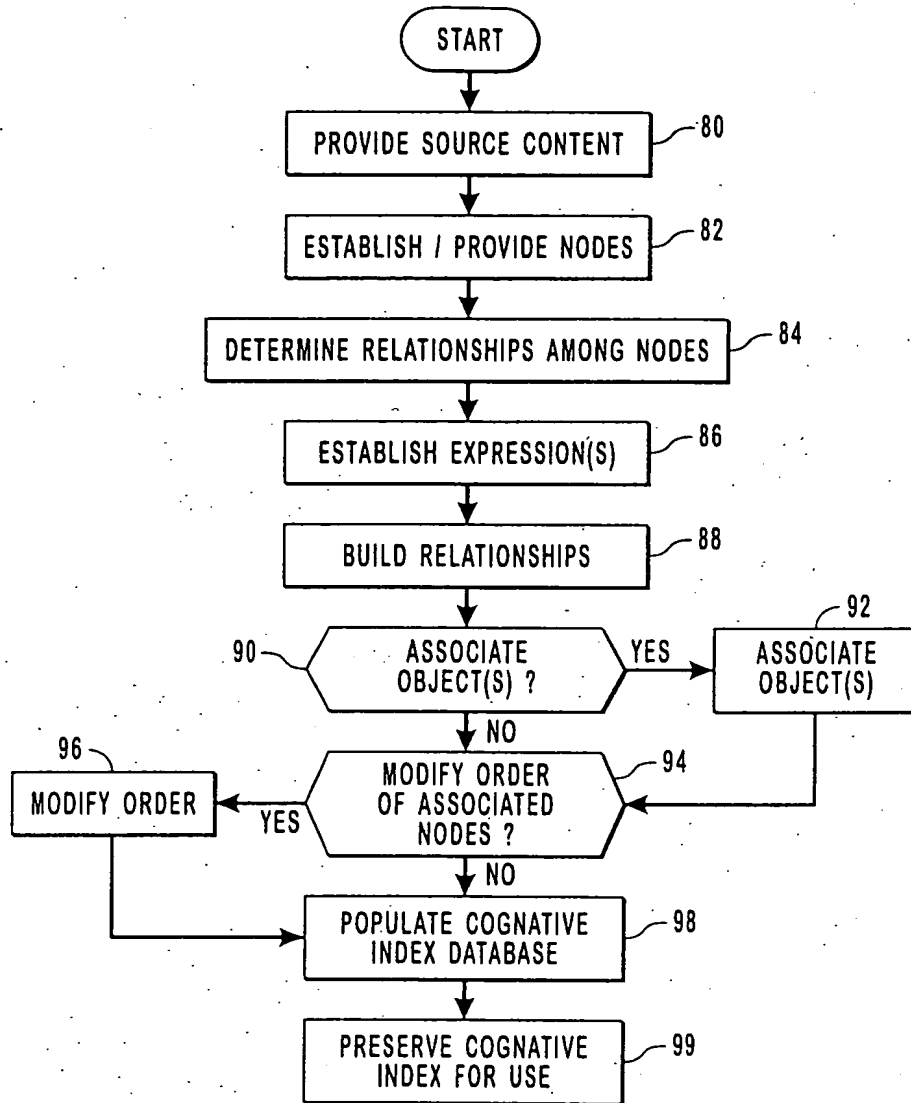 START
PROVIDE SOURCE CONTENT
80
ESTABLISH / PROVIDE NODES
82
DETERMINE RELATIONSHIPS AMONG NODES
84
ESTABLISH EXPRESSION(S)
86
BUILD RELATIONSHIPS
88
90
ASSOCIATE
OBJECT(S) ?
YES
92
ASSOCIATE
OBJECT(S)
NO
96
MODIFY ORDER
YES
MODIFY ORDER
OF ASSOCIATED
NODES ?
94
NO
POPULATE COGNATIVE
INDEX DATABASE
98
PRESERVE COGNATIVE
INDEX FOR USE
99